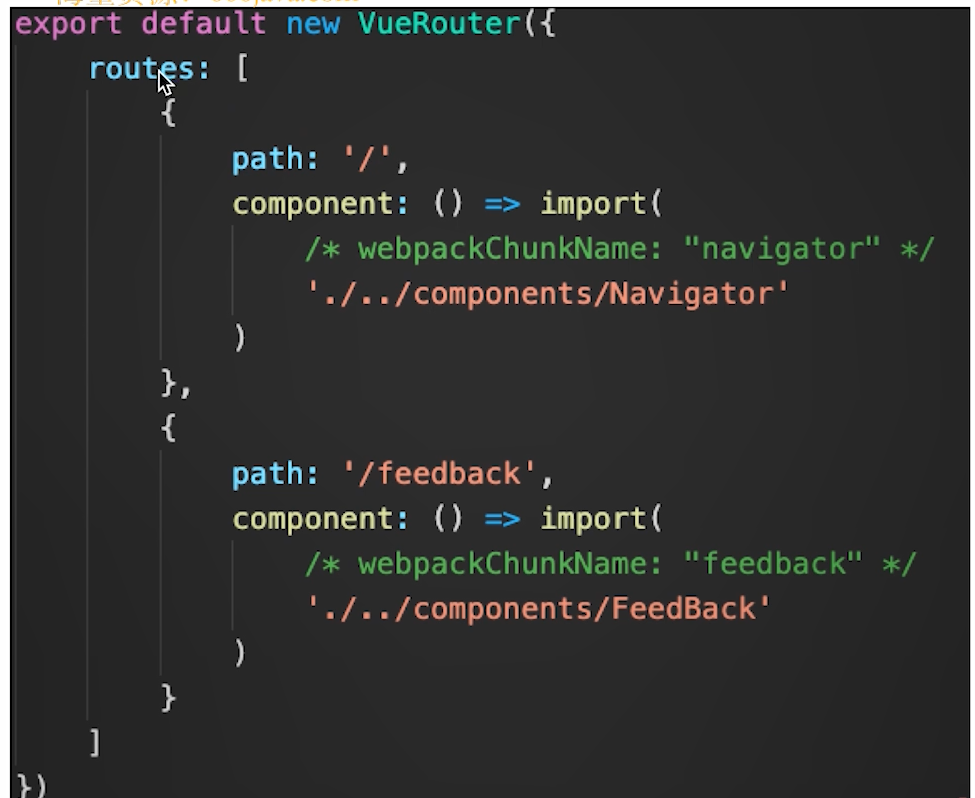 export default new VueRouter({
    routes: [
        {
            path: '/',
            component: () => import(
                /* webpackChunkName: "navigator" */
                './../components/Navigator'
            )
        },
        {
            path: '/feedback',
            component: () => import(
                /* webpackChunkName: "feedback" */
                './../components/FeedBack'
            )
        }
    ]
})